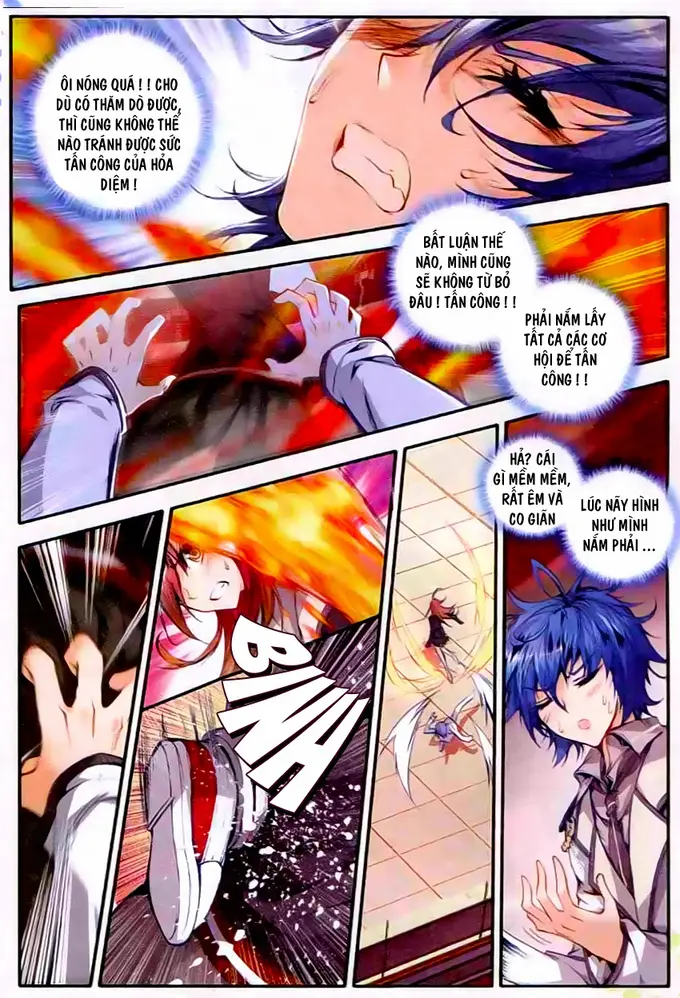 ÔI NÓNG QUÁ ! ! CHO
DÙ CÓ THĂM DÒ ĐƯỢC,
THÌ CŨNG KHÔNG THỂ
NÀO TRÁNH ĐƯỢC SỨC
TẤN CÔNG CỦA HỎA
DIỆM !
BẤT LUẬN THẾ
NÀO, MÌNH CŨNG
SẼ KHÔNG TỪ BỎ
ĐÂU ! TẤN CÔNG ! !
PHẢI NẮM LẤY
TẤT CẢ CÁC CƠ
HỘI ĐỂ TẤN
CÔNG ! !
HẢ? CÁI
GÌ MỀM MỀM,
RẤT ÊM VÀ
CO GIÃN
LÚC NÃY HÌNH
NHƯ MÌNH
NẮM PHẢI ...
BINH